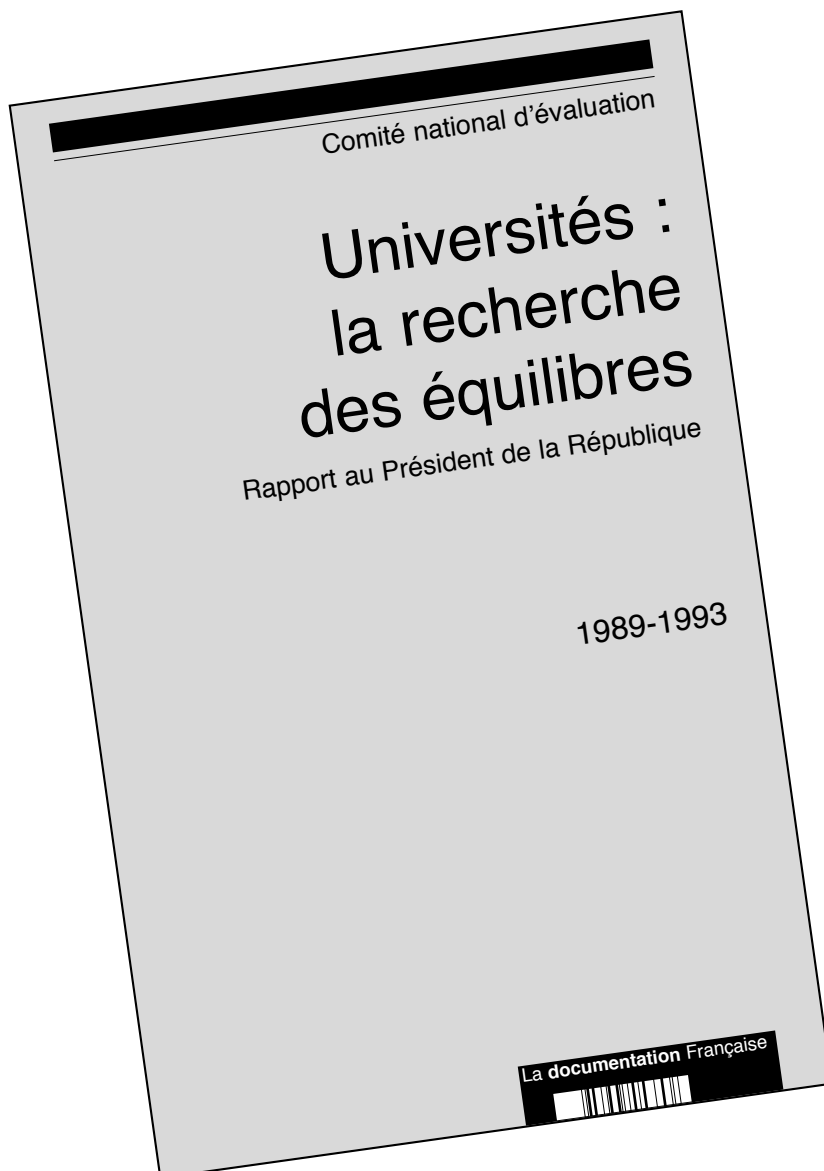 Comité national d'évaluation
Universités :
la recherche
des équilibres
Rapport au Président de la République
1989-1993
La documentation Française